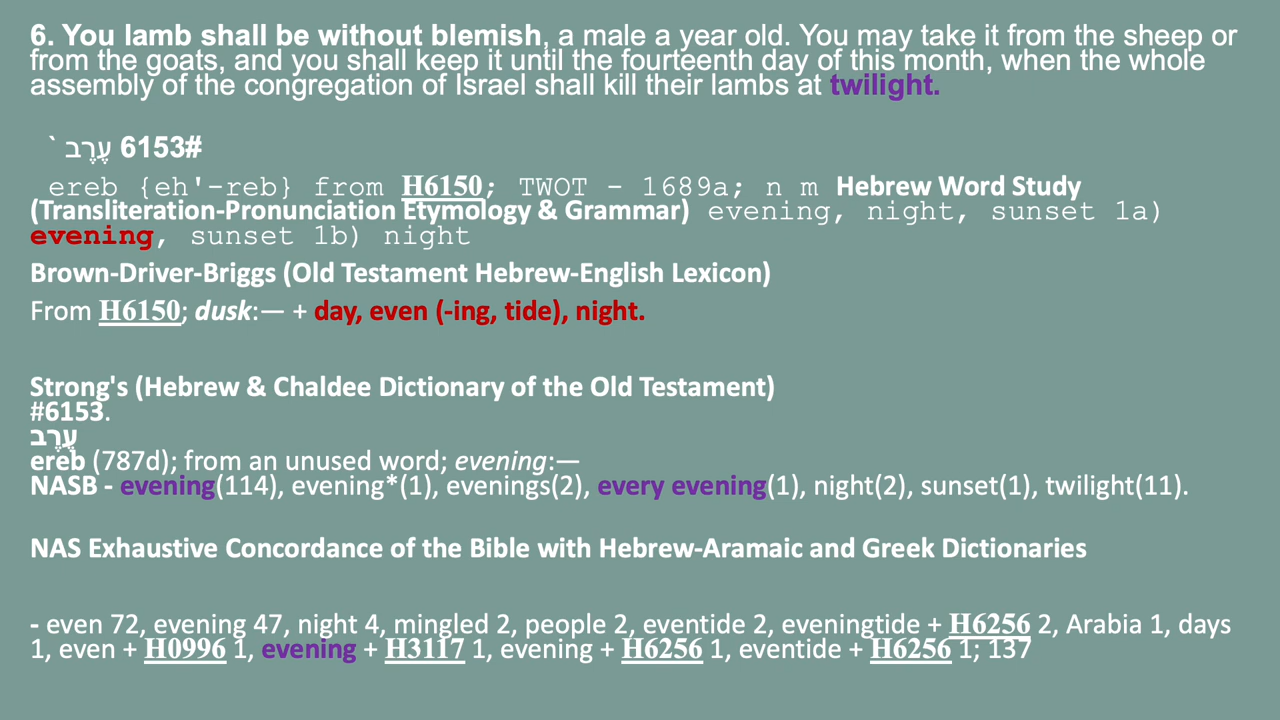 6. You lamb shall be without blemish, a male a year old. You may take it from the sheep or
from the goats, and you shall keep it until the fourteenth day of this month, when the whole
assembly of the congregation of Israel shall kill their lambs at twilight.
` עֶרֶב 6153#
ereb {eh'-reb} from H6150; TWOT - 1689a; n m Hebrew Word Study
(Transliteration-Pronunciation Etymology & Grammar) evening, night, sunset 1a)
evening, sunset 1b) night
Brown-Driver-Briggs (Old Testament Hebrew-English Lexicon)
From H6150; dusk:— + day, even (-ing, tide), night.
Strong's (Hebrew & Chaldee Dictionary of the Old Testament)
#6153.
עֶרֶב
ereb (787d); from an unused word; evening:—
NASB - evening(114), evening*(1), evenings(2), every evening(1), night(2), sunset(1), twilight(11).
NAS Exhaustive Concordance of the Bible with Hebrew-Aramaic and Greek Dictionaries
- even 72, evening 47, night 4, mingled 2, people 2, eventide 2, eveningtide + H6256 2, Arabia 1, days
1, even + H0996 1, evening + H3117 1, evening + H6256 1, eventide + H6256 1; 137